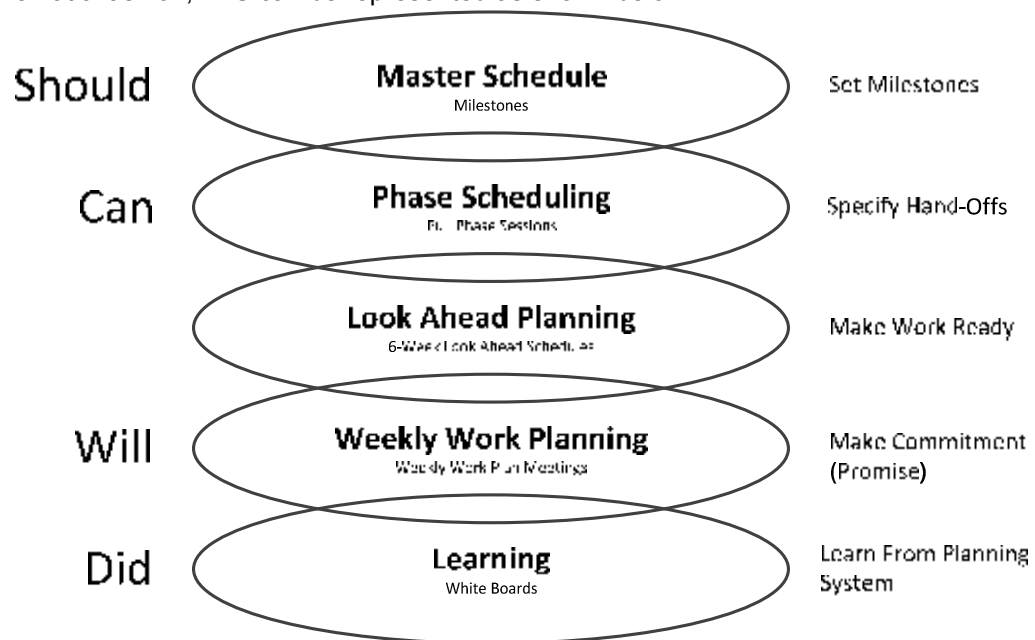 Should
Master Schedule
Milestones
Set Milestones
Can
Phase Scheduling
Phase Sessions
Specify Hand-Offs
Look Ahead Planning
6-Week Look Ahead Schedules
Make Work Ready
Will
Weekly Work Planning
Weekly Work Plan Meetings
Make Commitment
(Promise)
Did
Learning
White Boards
Learn From Planning
System